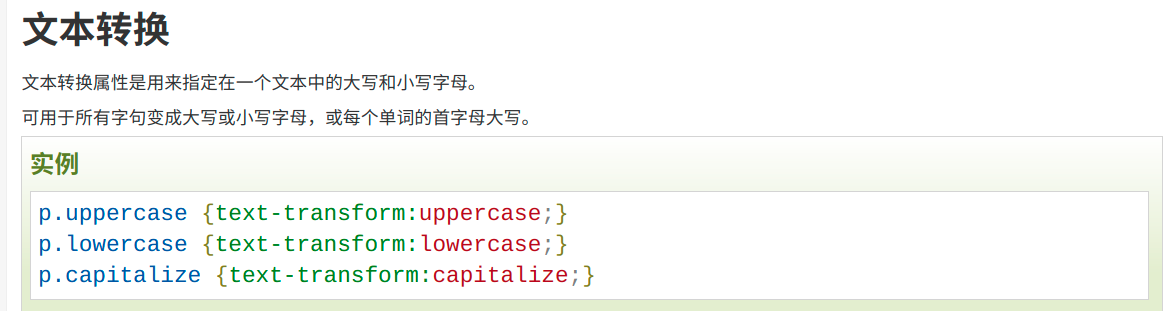 文本转换
文本转换属性是用来指定在一个文本中的大写和小写字母。
可用于所有字句变成大写或小写字母，或每个单词的首字母大写。
实例
p.uppercase {text-transform:uppercase;}
p.lowercase {text-transform:lowercase;}
p.capitalize {text-transform:capitalize;}